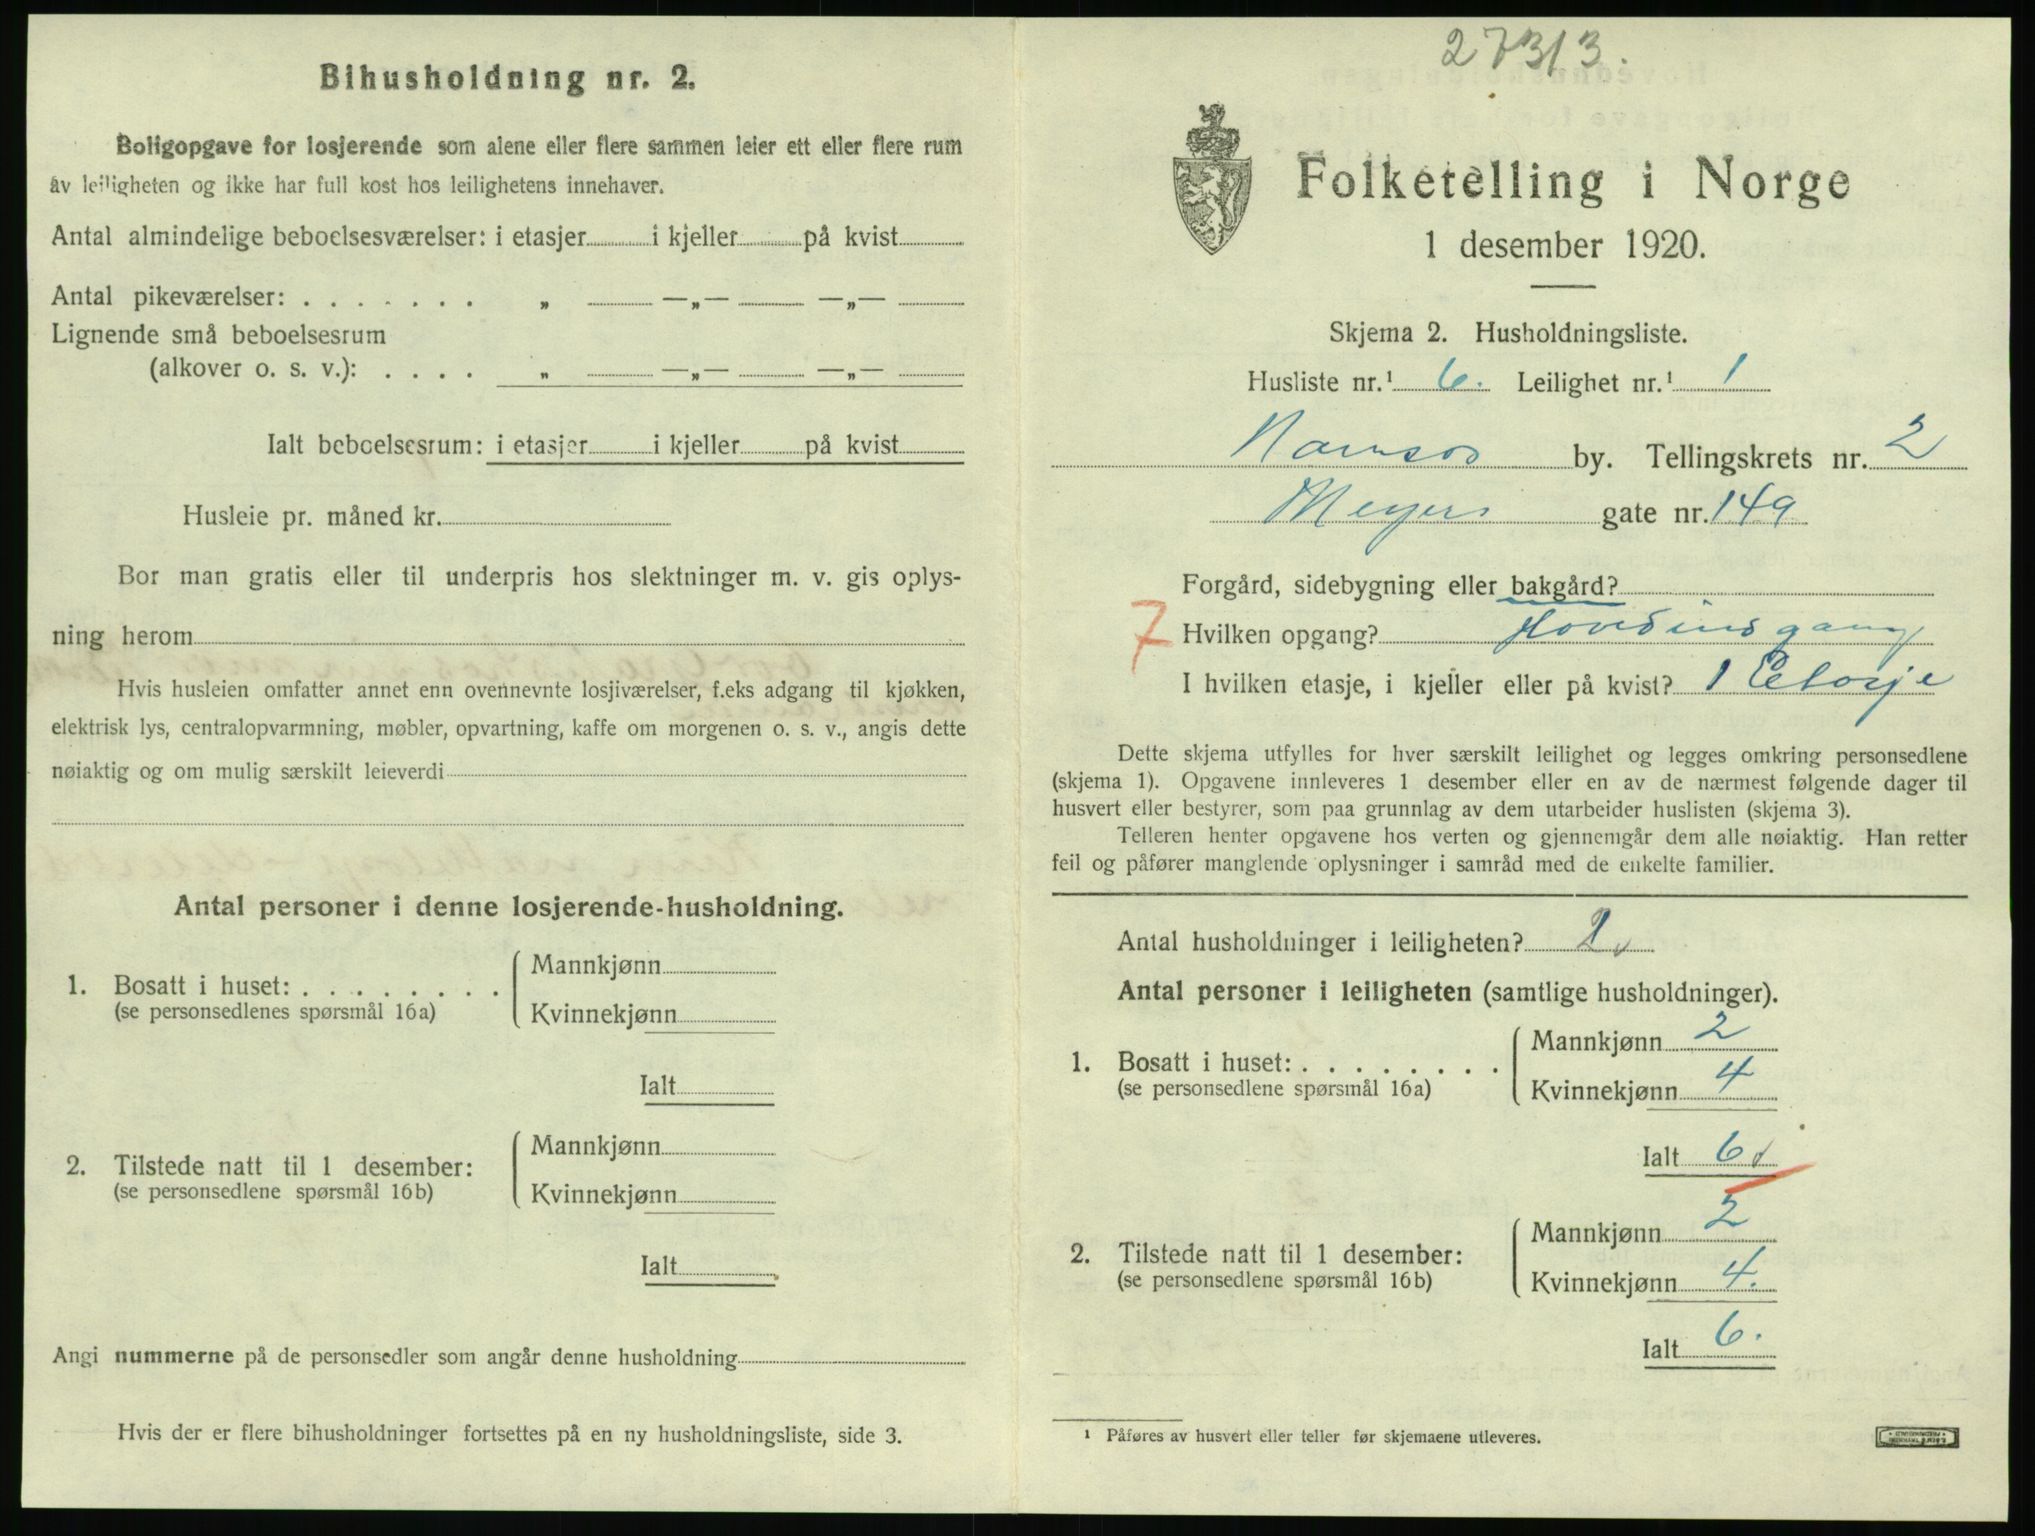 Bihusholdning nr. 2.
Boligopgave for losjerende som alene eller flere sammen leier ett eller flere rum
av leiligheten og ikke har full kost hos leilighetens innehaver.
Antal almindelige beboelsesværelser: i etasjer i kjeller på kvist
Antal pikeværelser: . . . . . . . „ —„— —„—
Lignende små beboelsesrum
(alkover o. s. v.): . . . . „ —„— —„—
Ialt beboelsesrum: i etasjer i kjeller på kvist
Husleie pr. måned kr.
Bor man gratis eller til underpris hos slektninger m. v. gis oplys-
ning herom
Hvis husleien omfatter annet enn ovennevnte losjiværelser, f.eks adgang til kjøkken,
elektrisk lys, centralopvarmning, møbler, opvartning, kaffe om morgenen o. s. v., angis dette
nøiaktig og om mulig særskilt leieverdi
Antal personer i denne losjerende-husholdning.
1. Bosatt i huset: . . . . . . . .
(se personsedlenes spørsmål 16a)
Mannkjønn
Kvinnekjønn
Ialt
2. Tilstede natt til 1 desember:
(se personsedlene spørsmål 16b)
Mannkjønn
Kvinnekjønn
Ialt
Angi nummerne på de personsedler som angår denne husholdning
Hvis der er flere bihusholdninger fortsettes på en ny husholdningsliste, side 3.
27313.
Folketelling i Norge
1 desember 1920.
Skjema 2. Husholdningsliste.
Husliste nr.¹ 6. Leilighet nr.¹ 1
Namsos by. Tellingskrets nr. 2
Meyers gate nr. 149
Forgård, sidebygning eller bakgård?
7 Hvilken opgang? Hovedindgang
I hvilken etasje, i kjeller eller på kvist? 1 Etasje
Dette skjema utfylles for hver særskilt leilighet og legges omkring personsedlene
(skjema 1). Opgavene innleveres 1 desember eller en av de nærmest følgende dager til
husvert eller bestyrer, som paa grunnlag av dem utarbeider huslisten (skjema 3).
Telleren henter opgavene hos verten og gjennemgår dem alle nøiaktig. Han retter
feil og påfører manglende oplysninger i samråd med de enkelte familier.
Antal husholdninger i leiligheten?
Antal personer i leiligheten (samtlige husholdninger).
1. Bosatt i huset: . . . . . . . .
(se personsedlene spørsmål 16a)
Mannkjønn 2
Kvinnekjønn 4
Ialt 6
2. Tilstede natt til 1 desember:
(se personsedlene spørsmål 16b)
Mannkjønn 2
Kvinnekjønn 4.
Ialt 6.
¹ Påføres av husvert eller teller før skjemaene utleveres.